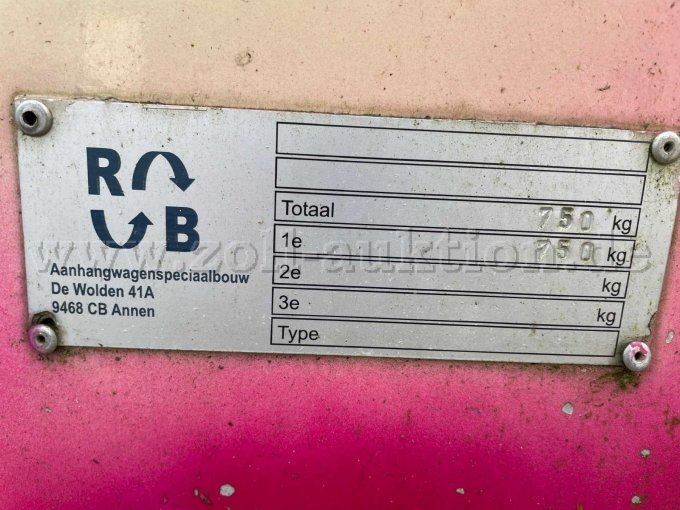 R
B
Aanhangwagenspeciaalbouw
De Wolden 41A
9468 CB Annen
Totaal 750 kg
1e 750 kg
2e kg
3e kg
Type
www.zoll-auktion.de